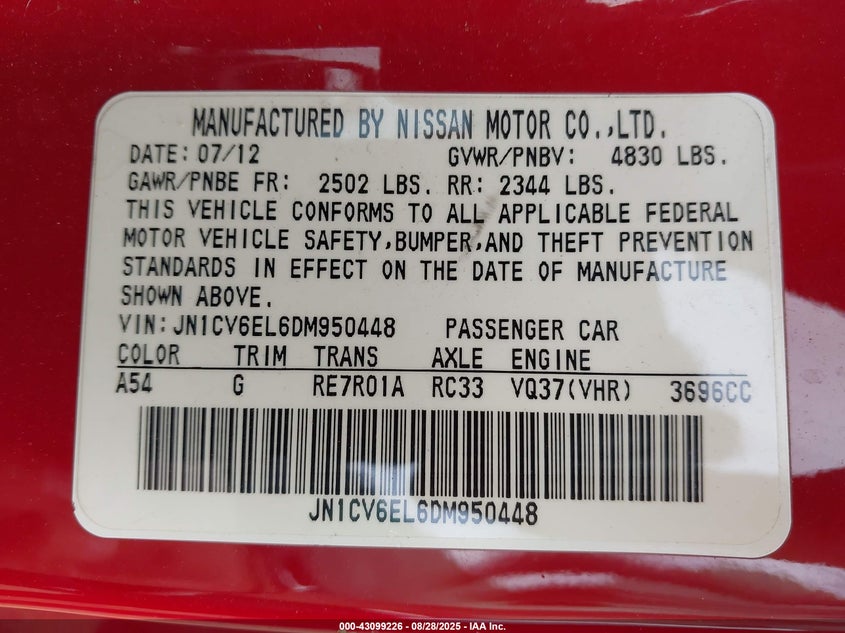 MANUFACTURED BY NISSAN MOTOR CO.,LTD.
DATE: 07/12 GVWR/PNBV: 4830 LBS.
GAWR/PNBE FR: 2502 LBS. RR: 2344 LBS.
THIS VEHICLE CONFORMS TO ALL APPLICABLE FEDERAL
MOTOR VEHICLE SAFETY,BUMPER,AND THEFT PREVENTION
STANDARDS IN EFFECT ON THE DATE OF MANUFACTURE
SHOWN ABOVE.
VIN: JN1CV6EL6DM950448 PASSENGER CAR
COLOR TRIM TRANS AXLE ENGINE
A54 G RE7R01A RC33 VQ37(VHR) 3696CC
JN1CV6EL6DM950448
000-43099226 - 08/28/2025 - IAA Inc.